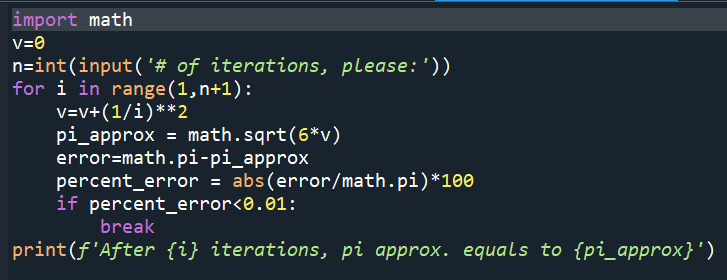 import math
v=0
n=int(input('# of iterations, please:'))
for i in range(1,n+1):
    v=v+(1/i)**2
    pi_approx = math.sqrt(6*v)
    error=math.pi-pi_approx
    percent_error = abs(error/math.pi)*100
    if percent_error<0.01:
        break
print(f'After {i} iterations, pi approx. equals to {pi_approx}')